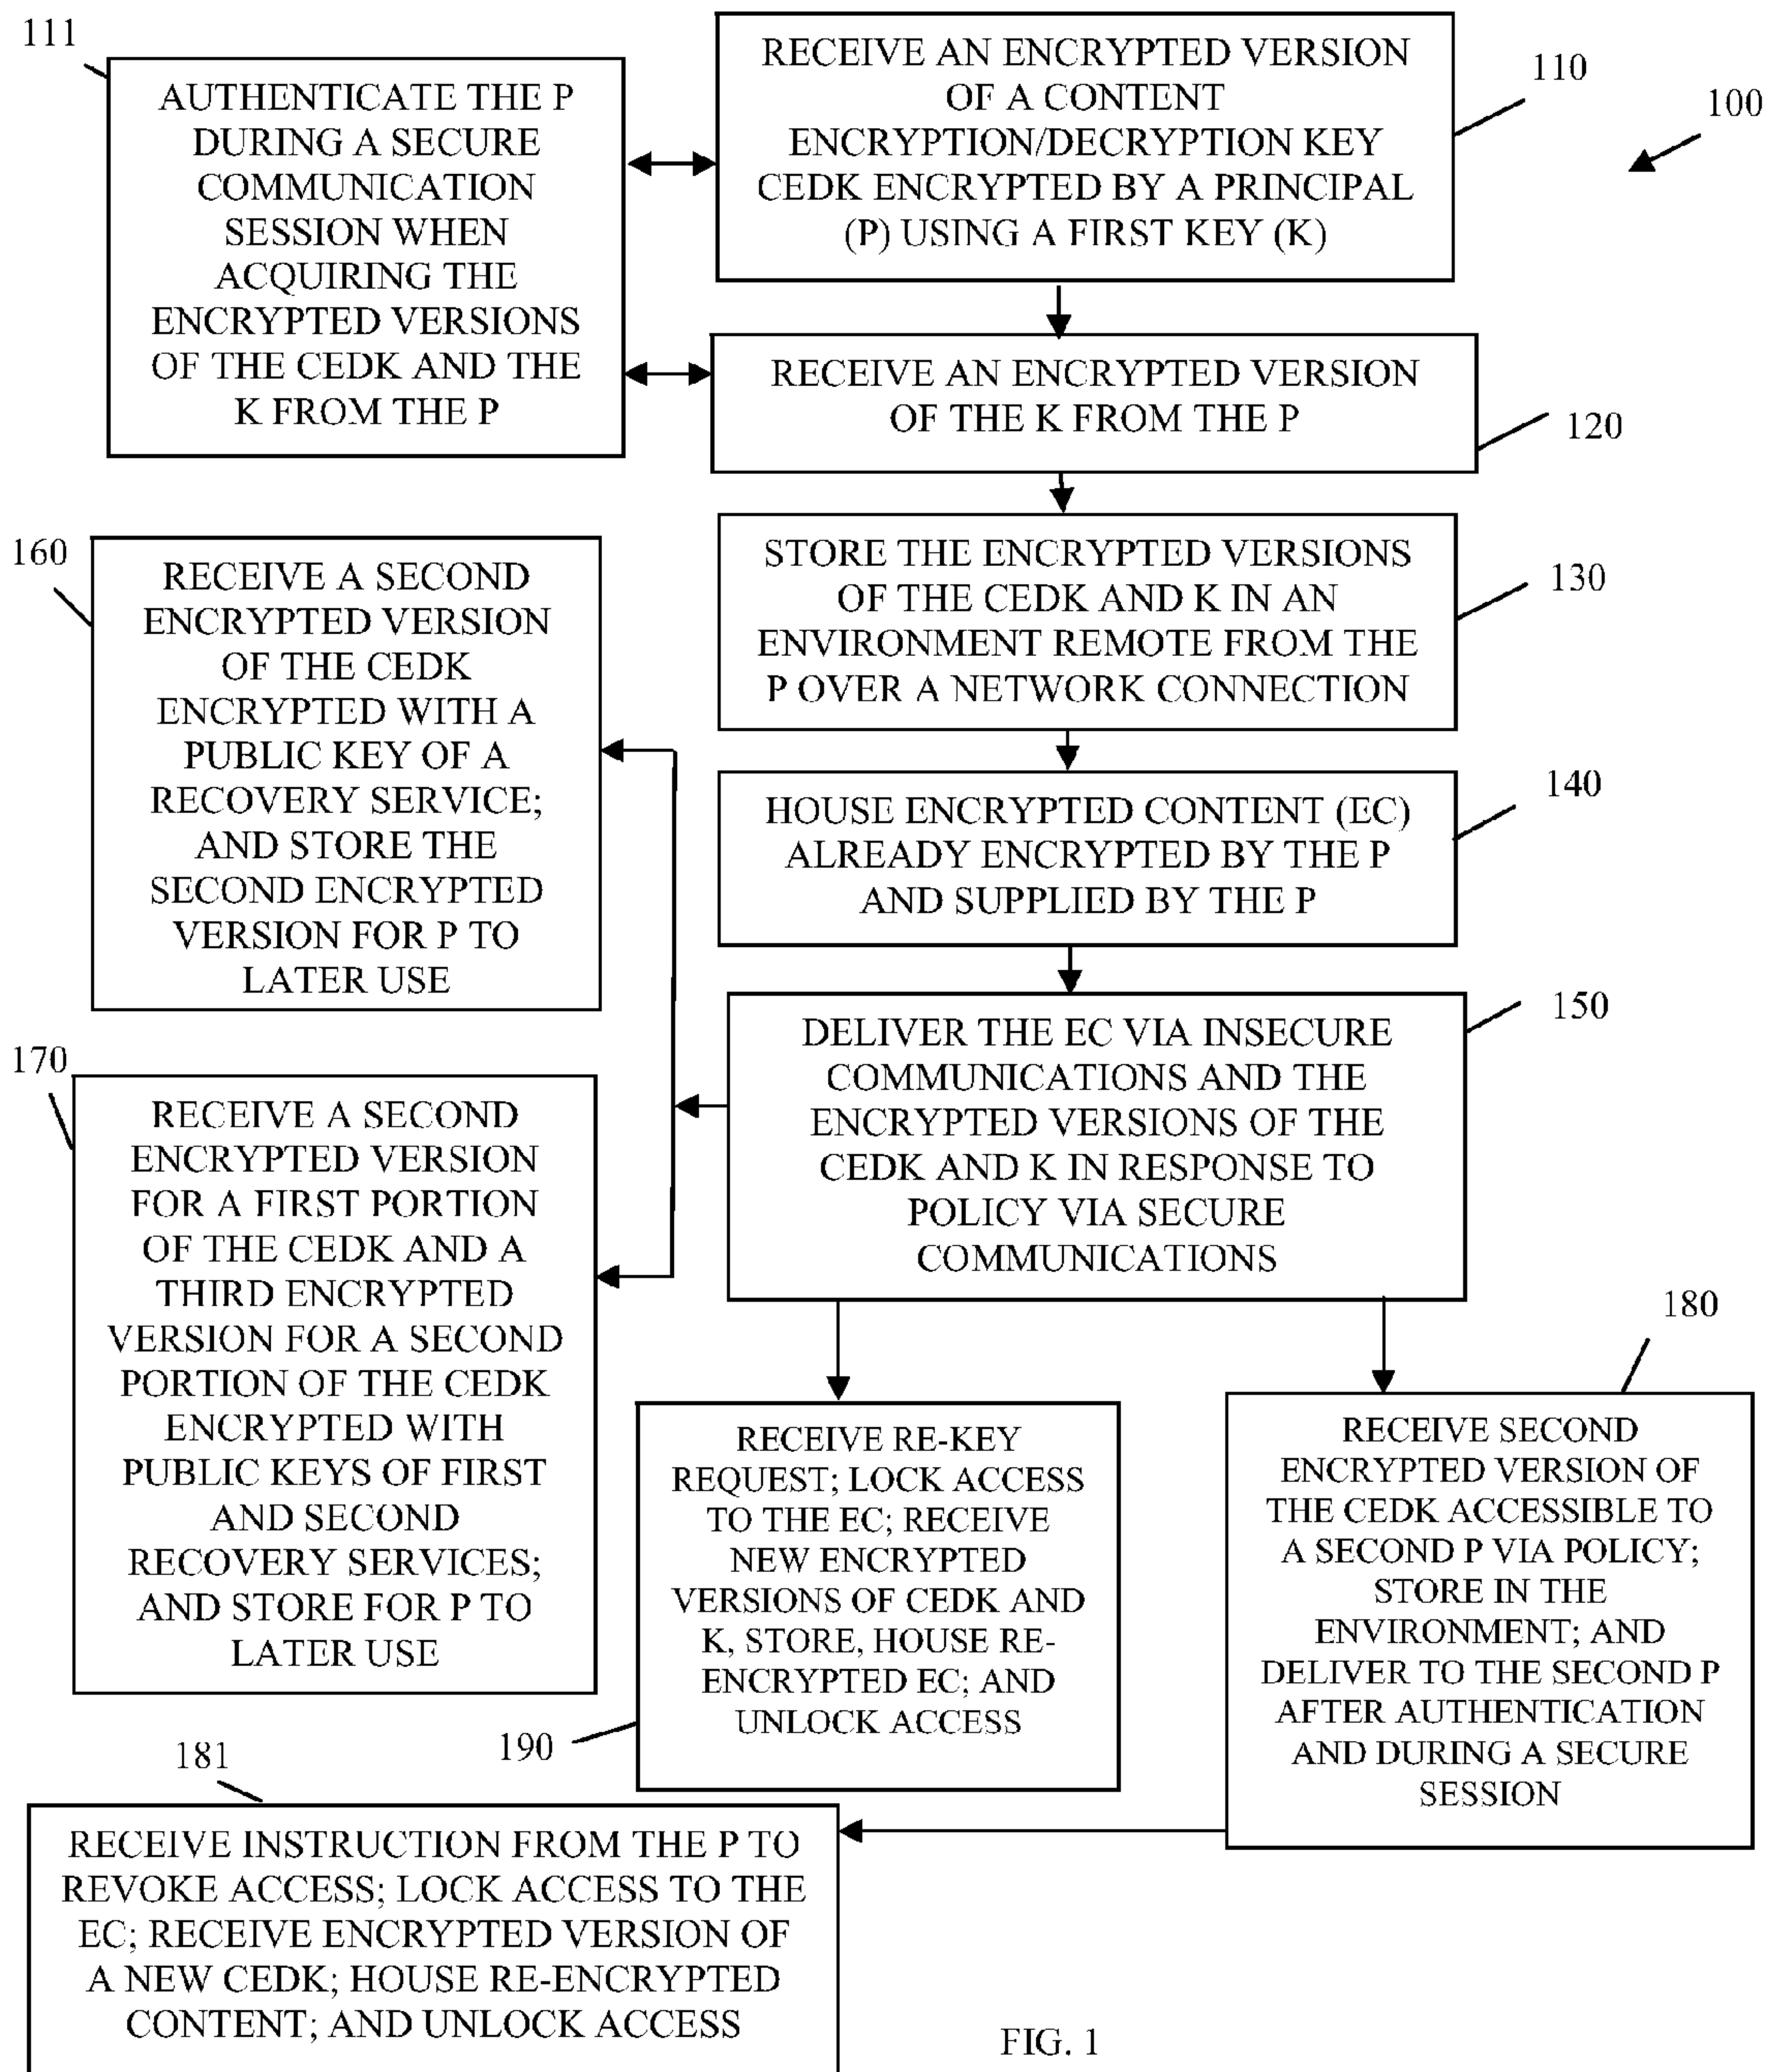 111
AUTHENTICATE THE P
DURING A SECURE
COMMUNICATION
SESSION WHEN
ACQUIRING THE
ENCRYPTED VERSIONS
OF THE CEDK AND THE
K FROM THE P
RECEIVE AN ENCRYPTED VERSION
OF A CONTENT
ENCRYPTION/DECRYPTION KEY
CEDK ENCRYPTED BY A PRINCIPAL
(P) USING A FIRST KEY (K)
110
100
RECEIVE AN ENCRYPTED VERSION
OF THE K FROM THE P
120
STORE THE ENCRYPTED VERSIONS
OF THE CEDK AND K IN AN
ENVIRONMENT REMOTE FROM THE
P OVER A NETWORK CONNECTION
130
160
RECEIVE A SECOND
ENCRYPTED VERSION
OF THE CEDK
ENCRYPTED WITH A
PUBLIC KEY OF A
RECOVERY SERVICE;
AND STORE THE
SECOND ENCRYPTED
VERSION FOR P TO
LATER USE
HOUSE ENCRYPTED CONTENT (EC)
ALREADY ENCRYPTED BY THE P
AND SUPPLIED BY THE P
140
DELIVER THE EC VIA INSECURE
COMMUNICATIONS AND THE
ENCRYPTED VERSIONS OF THE
CEDK AND K IN RESPONSE TO
POLICY VIA SECURE
COMMUNICATIONS
150
170
RECEIVE A SECOND
ENCRYPTED VERSION
FOR A FIRST PORTION
OF THE CEDK AND A
THIRD ENCRYPTED
VERSION FOR A SECOND
PORTION OF THE CEDK
ENCRYPTED WITH
PUBLIC KEYS OF FIRST
AND SECOND
RECOVERY SERVICES;
AND STORE FOR P TO
LATER USE
RECEIVE RE-KEY
REQUEST; LOCK ACCESS
TO THE EC; RECEIVE
NEW ENCRYPTED
VERSIONS OF CEDK AND
K, STORE, HOUSE RE-
ENCRYPTED EC; AND
UNLOCK ACCESS
190
180
RECEIVE SECOND
ENCRYPTED VERSION OF
THE CEDK ACCESSIBLE TO
A SECOND P VIA POLICY;
STORE IN THE
ENVIRONMENT; AND
DELIVER TO THE SECOND P
AFTER AUTHENTICATION
AND DURING A SECURE
SESSION
181
RECEIVE INSTRUCTION FROM THE P TO
REVOKE ACCESS; LOCK ACCESS TO THE
EC; RECEIVE ENCRYPTED VERSION OF
A NEW CEDK; HOUSE RE-ENCRYPTED
CONTENT; AND UNLOCK ACCESS
FIG. 1